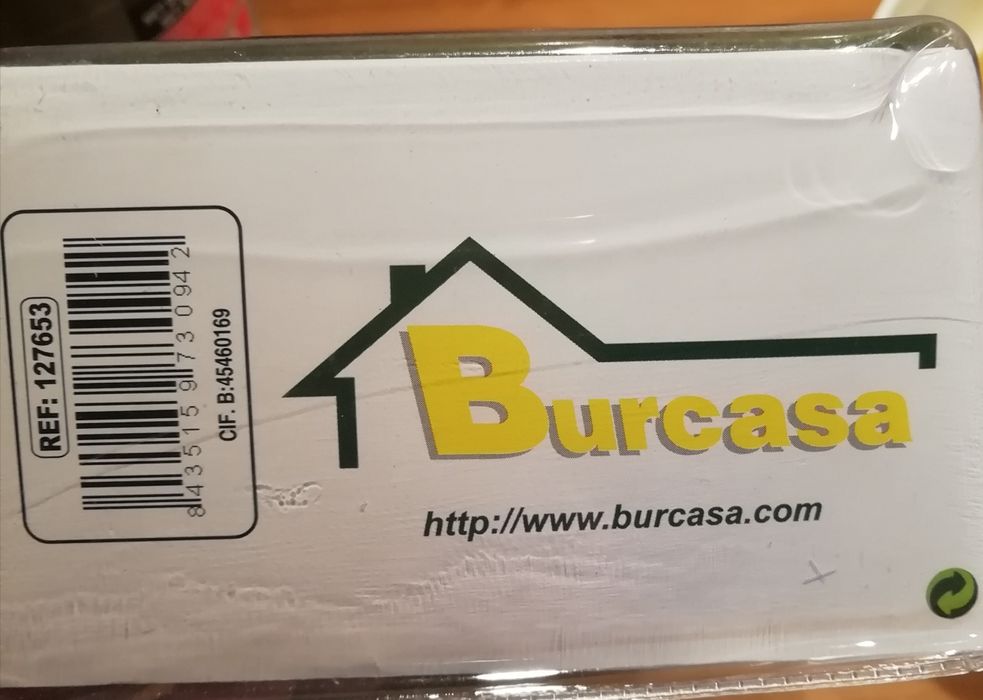 REF: 127653
8 435159 730942
CIF. B:45460169
Burcasa
http://www.burcasa.com